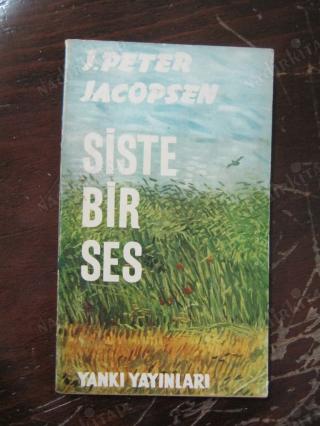 J. PETER
JACOPSEN
SİSTE
BİR
SES
YANKI YAYINLARI